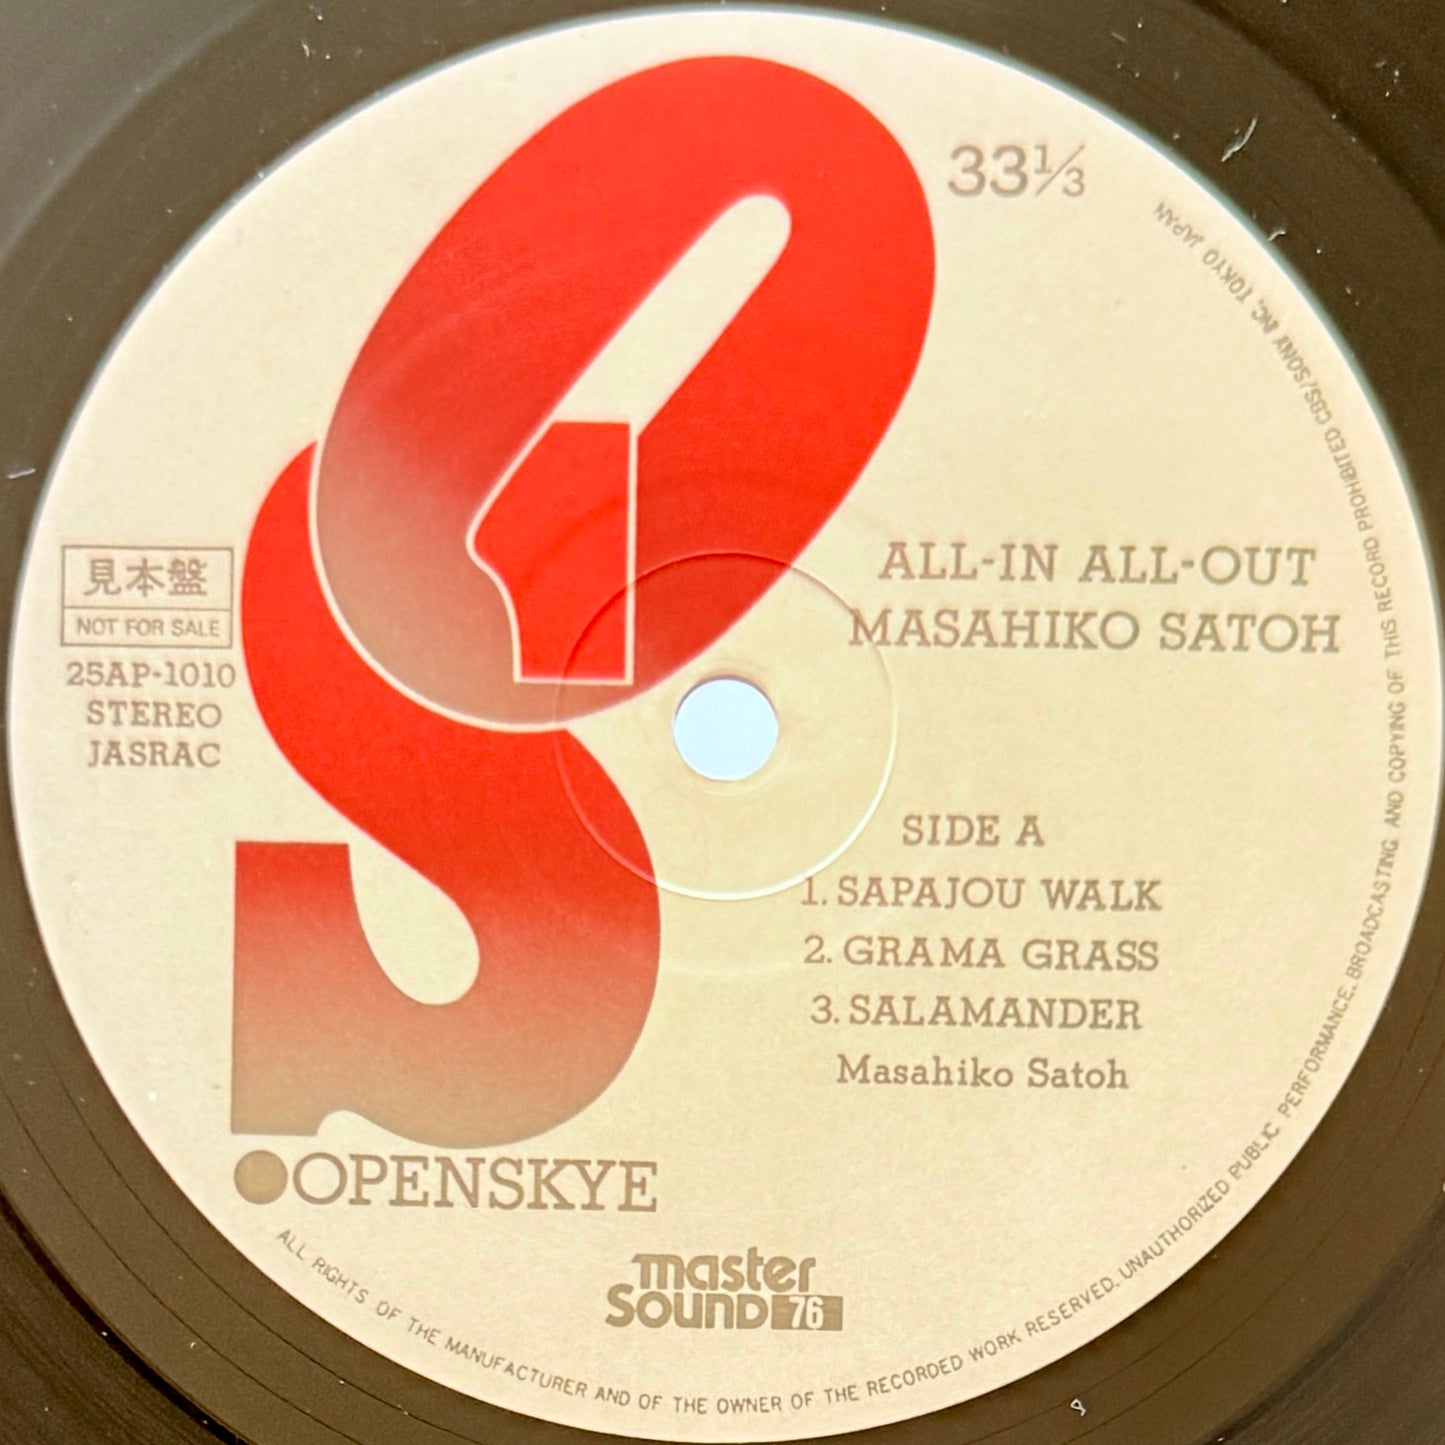 33⅓
ALL-IN ALL-OUT
MASAHIKO SATOH
見本盤
NOT FOR SALE
25AP-1010
STEREO
JASRAC
SIDE A
1. SAPAJOU WALK
2. GRAMA GRASS
3. SALAMANDER
Masahiko Satoh
OPENSKYE
master
Sound 76
ALL RIGHTS OF THE MANUFACTURER AND OF THE OWNER OF THE RECORDED WORK RESERVED. UNAUTHORIZED PUBLIC PERFORMANCE. BROADCASTING AND COPYING OF THIS RECORD PROHIBITED CBS/SONY INC. TOKYO JAPAN